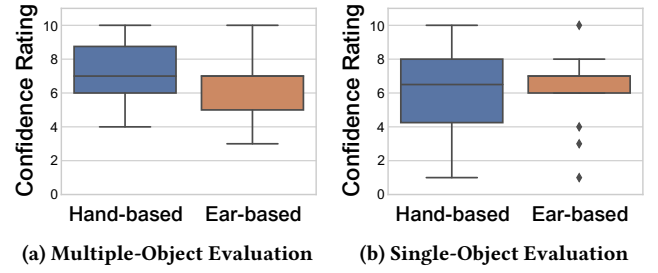 Confidence Rating
10
8
6
4
2
0
Hand-based Ear-based
(a) Multiple-Object Evaluation
Confidence Rating
10
8
6
4
2
0
Hand-based Ear-based
(b) Single-Object Evaluation